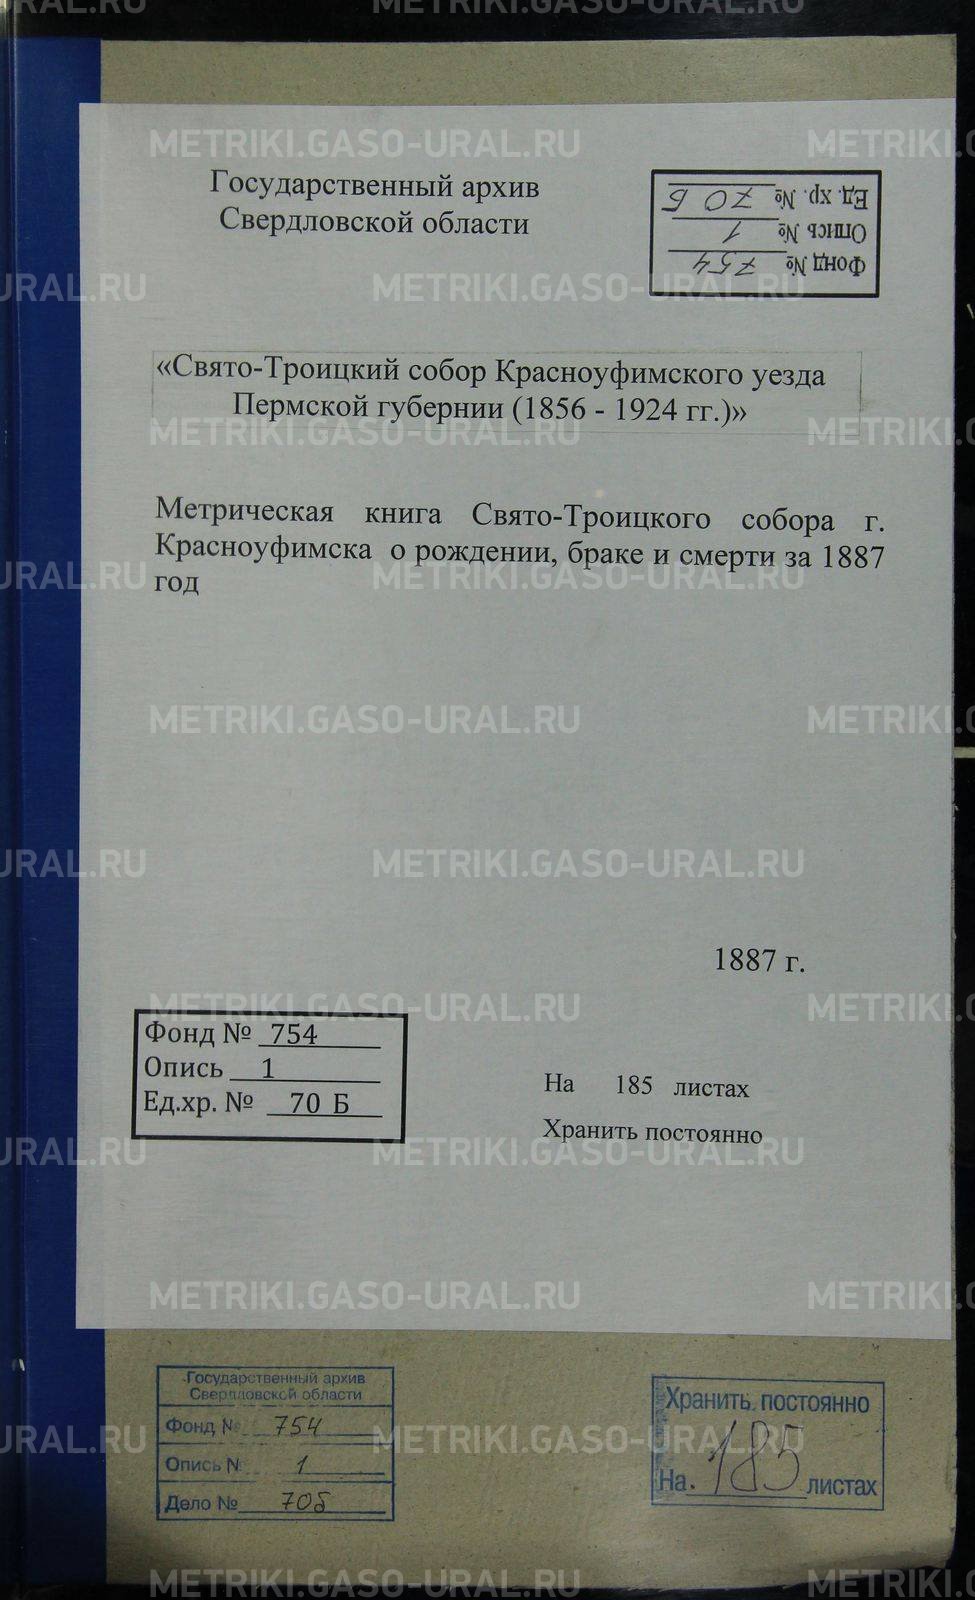 Государственный архив
Свердловской области
Фонд № 754
Опись № 1
Ед. хр. № 70 Б
«Свято-Троицкий собор Красноуфимского уезда
Пермской губернии (1856 - 1924 гг.)»
Метрическая книга Свято-Троицкого собора г.
Красноуфимска о рождении, браке и смерти за 1887
год
1887 г.
Фонд № 754
Опись 1
Ед.хр. № 70 Б
На 185 листах
Хранить постоянно
Государственный архив
Свердловской области
Фонд № 754
Опись № 1
Дело № 70б
Хранить постоянно
На 185 листах
METRIKI.GASO-URAL.RU